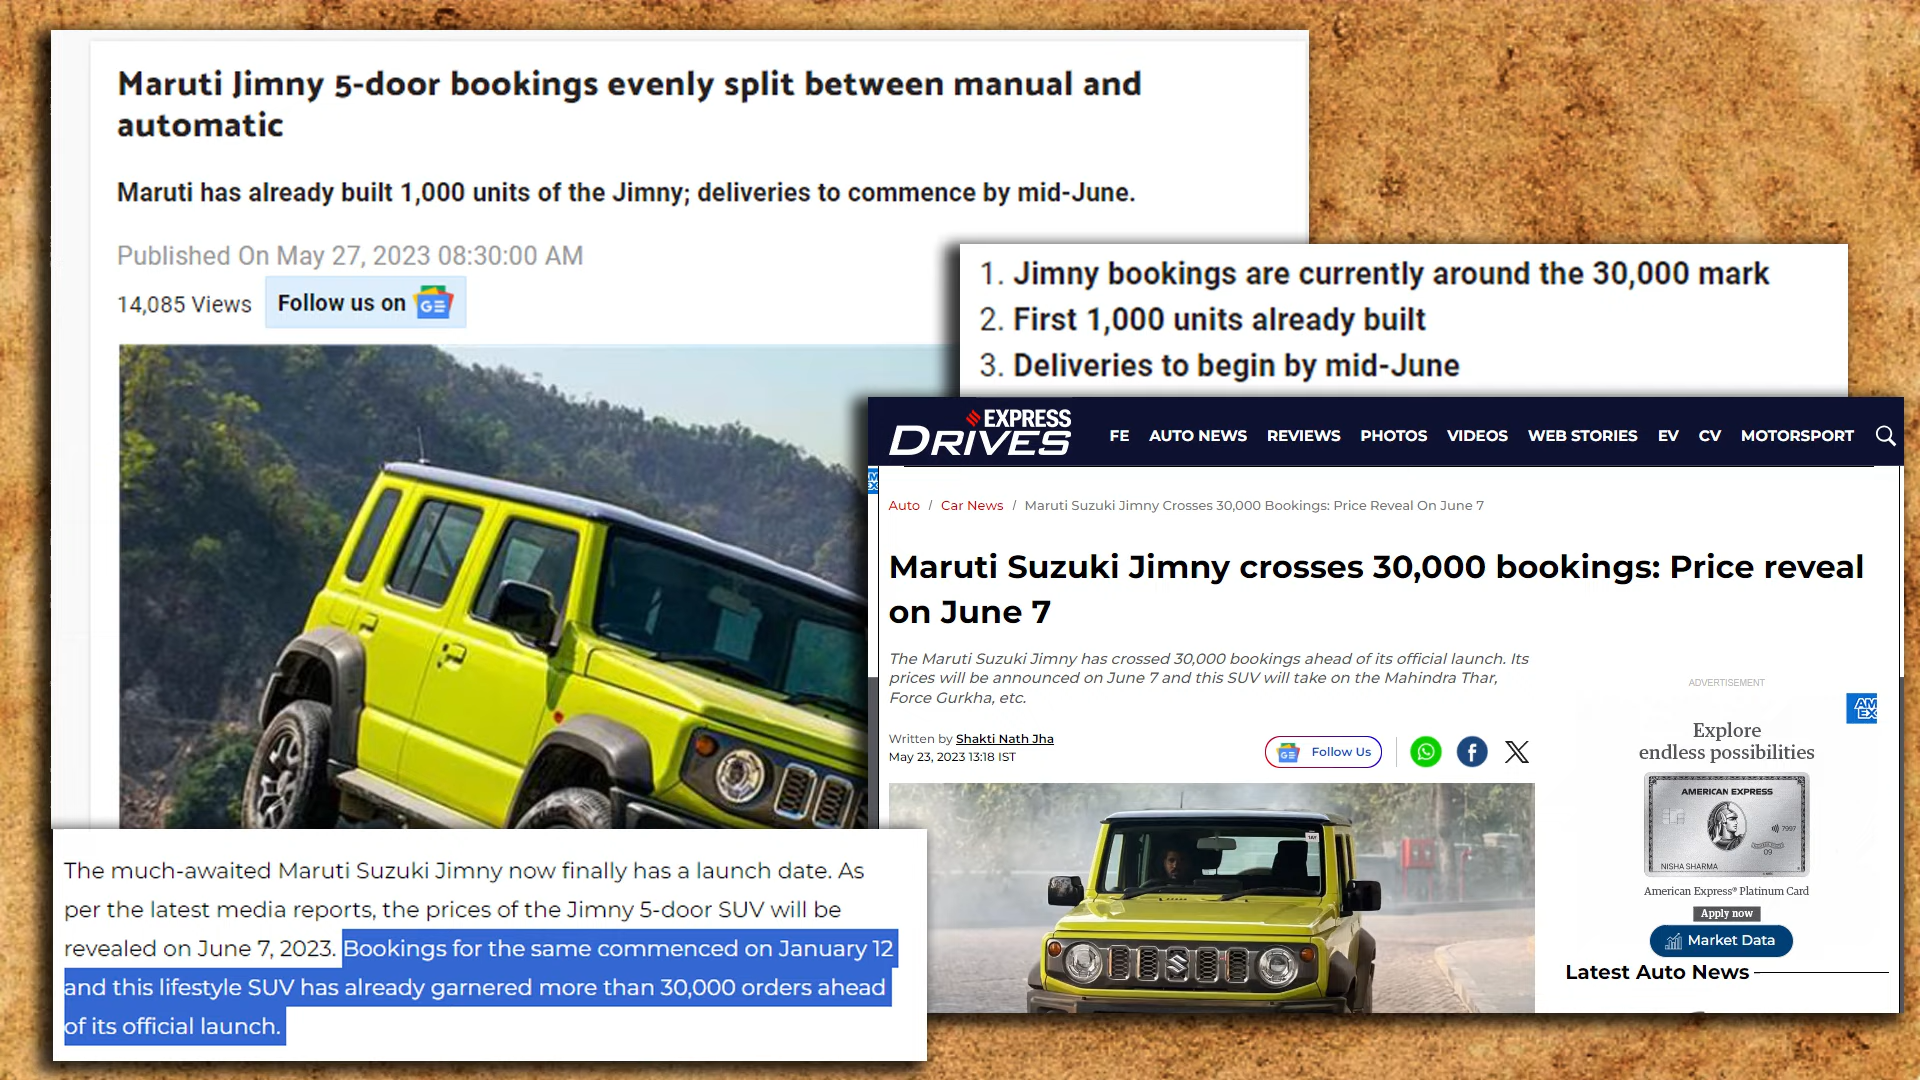 Maruti Jimny 5-door bookings evenly split between manual and
automatic
Maruti has already built 1,000 units of the Jimny; deliveries to commence by mid-June.
Published On May 27, 2023 08:30:00 AM
14,085 Views
Follow us on
GE
1. Jimny bookings are currently around the 30,000 mark
2. First 1,000 units already built
3. Deliveries to begin by mid-June
EXPRESS
DRIVES
FE AUTO NEWS REVIEWS PHOTOS VIDEOS WEB STORIES EV CV MOTORSPORT
Auto / Car News / Maruti Suzuki Jimny Crosses 30,000 Bookings: Price Reveal On June 7
Maruti Suzuki Jimny crosses 30,000 bookings: Price reveal
on June 7
The Maruti Suzuki Jimny has crossed 30,000 bookings ahead of its official launch. Its
prices will be announced on June 7 and this SUV will take on the Mahindra Thar,
Force Gurkha, etc.
Written by Shakti Nath Jha
May 23, 2023 13:18 IST
GE Follow Us
ADVERTISEMENT
AM
EX
Explore
endless possibilities
AMERICAN EXPRESS
7997
09
NISHA SHARMA
American Express® Platinum Card
Apply now
Market Data
Latest Auto News
The much-awaited Maruti Suzuki Jimny now finally has a launch date. As
per the latest media reports, the prices of the Jimny 5-door SUV will be
revealed on June 7, 2023. Bookings for the same commenced on January 12
and this lifestyle SUV has already garnered more than 30,000 orders ahead
of its official launch.